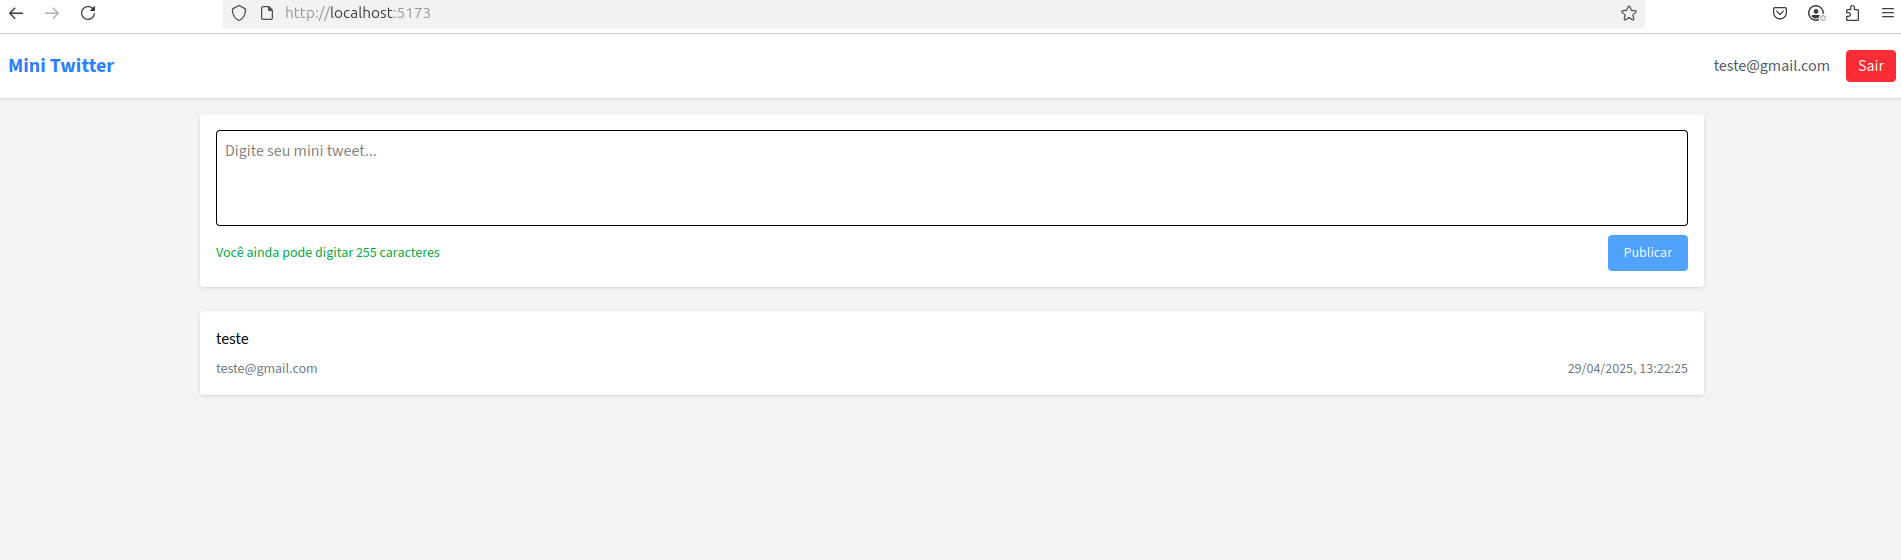 http://localhost:5173
Mini Twitter
teste@gmail.com
Sair
Digite seu mini tweet...
Você ainda pode digitar 255 caracteres
Publicar
teste
teste@gmail.com
29/04/2025, 13:22:25